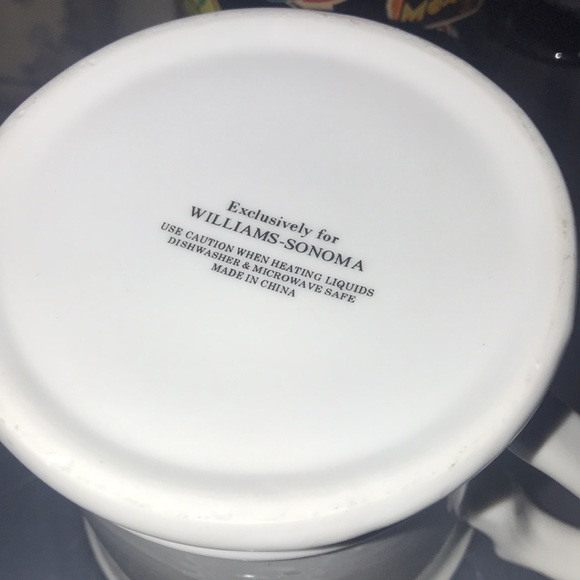 Exclusively for
WILLIAMS-SONOMA
USE CAUTION WHEN HEATING LIQUIDS
DISHWASHER & MICROWAVE SAFE
MADE IN CHINA